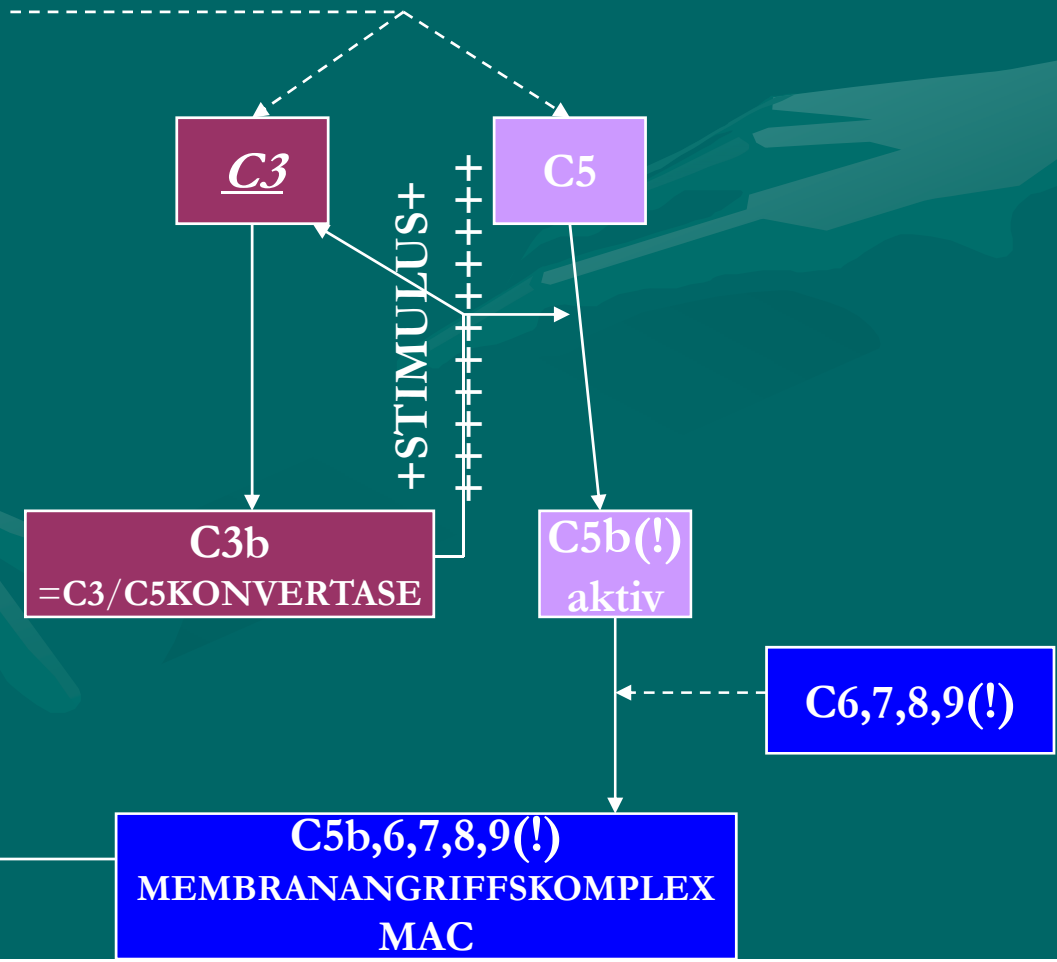 C3
C5
+STIMULUS+
+++++++++++
C3b
=C3/C5KONVERTASE
C5b(!)
aktiv
C6,7,8,9(!)
C5b,6,7,8,9(!)
MEMBRANANGRIFFSKOMPLEX
MAC